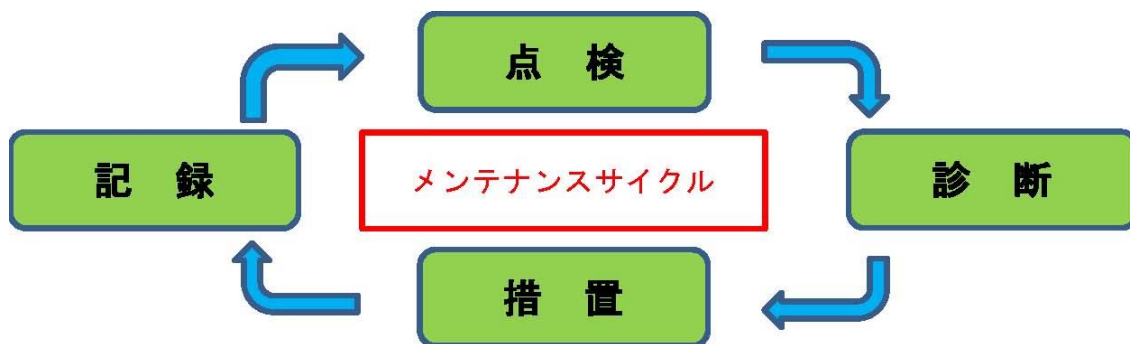 点　検
記　録
メンテナンスサイクル
診　断
措　置